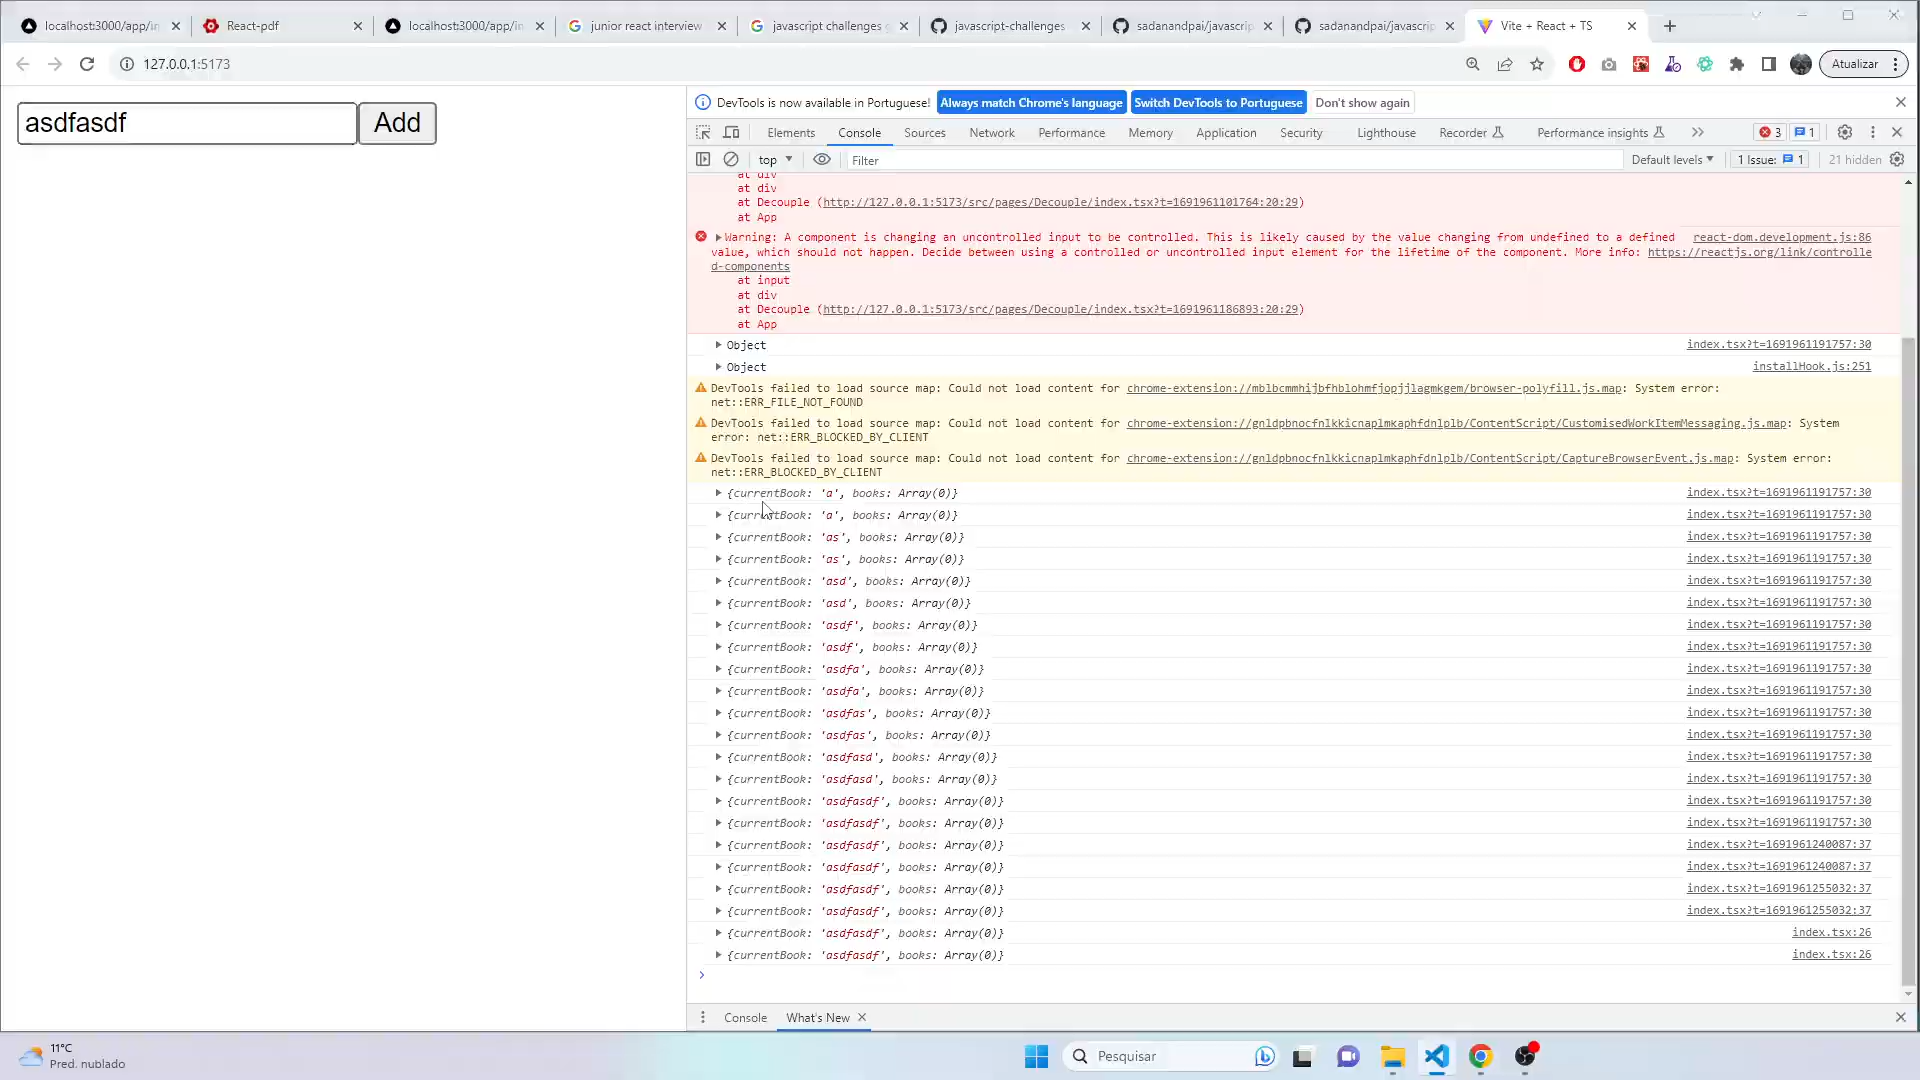 localhost:3000/app/in
React-pdf
localhost:3000/app/in
junior react interview
javascript challenges g
javascript-challenges
sadanandpai/javascrip
sadanandpai/javascrip
Vite + React + TS
127.0.0.1:5173
Atualizar
asdfasdf
Add
DevTools is now available in Portuguese! Always match Chrome's language Switch DevTools to Portuguese Don't show again
Elements Console Sources Network Performance Memory Application Security Lighthouse Recorder Performance insights 3 1
top Filter Default levels 1 Issue: 1 21 hidden
at div
at div
at Decouple (http://127.0.0.1:5173/src/pages/Decouple/index.tsx?t=1691961101764:20:29)
at App
Warning: A component is changing an uncontrolled input to be controlled. This is likely caused by the value changing from undefined to a defined react-dom.development.js:86
value, which should not happen. Decide between using a controlled or uncontrolled input element for the lifetime of the component. More info: https://reactjs.org/link/controlle
d-components
at input
at div
at Decouple (http://127.0.0.1:5173/src/pages/Decouple/index.tsx?t=1691961186893:20:29)
at App
Object index.tsx?t=1691961191757:30
Object installHook.js:251
DevTools failed to load source map: Could not load content for chrome-extension://mblbcmmhijbfhblohmfjopjjlagmkgem/browser-polyfill.js.map: System error:
net::ERR_FILE_NOT_FOUND
DevTools failed to load source map: Could not load content for chrome-extension://gnldpbnocfnlkkicnaplmkaphfdnlplb/ContentScript/CustomisedWorkItemMessaging.js.map: System
error: net::ERR_BLOCKED_BY_CLIENT
DevTools failed to load source map: Could not load content for chrome-extension://gnldpbnocfnlkkicnaplmkaphfdnlplb/ContentScript/CaptureBrowserEvent.js.map: System error:
net::ERR_BLOCKED_BY_CLIENT
{currentBook: 'a', books: Array(0)} index.tsx?t=1691961191757:30
{currentBook: 'a', books: Array(0)} index.tsx?t=1691961191757:30
{currentBook: 'as', books: Array(0)} index.tsx?t=1691961191757:30
{currentBook: 'as', books: Array(0)} index.tsx?t=1691961191757:30
{currentBook: 'asd', books: Array(0)} index.tsx?t=1691961191757:30
{currentBook: 'asd', books: Array(0)} index.tsx?t=1691961191757:30
{currentBook: 'asdf', books: Array(0)} index.tsx?t=1691961191757:30
{currentBook: 'asdf', books: Array(0)} index.tsx?t=1691961191757:30
{currentBook: 'asdfa', books: Array(0)} index.tsx?t=1691961191757:30
{currentBook: 'asdfa', books: Array(0)} index.tsx?t=1691961191757:30
{currentBook: 'asdfas', books: Array(0)} index.tsx?t=1691961191757:30
{currentBook: 'asdfas', books: Array(0)} index.tsx?t=1691961191757:30
{currentBook: 'asdfasd', books: Array(0)} index.tsx?t=1691961191757:30
{currentBook: 'asdfasd', books: Array(0)} index.tsx?t=1691961191757:30
{currentBook: 'asdfasdf', books: Array(0)} index.tsx?t=1691961191757:30
{currentBook: 'asdfasdf', books: Array(0)} index.tsx?t=1691961191757:30
{currentBook: 'asdfasdf', books: Array(0)} index.tsx?t=1691961240087:37
{currentBook: 'asdfasdf', books: Array(0)} index.tsx?t=1691961240087:37
{currentBook: 'asdfasdf', books: Array(0)} index.tsx?t=1691961255032:37
{currentBook: 'asdfasdf', books: Array(0)} index.tsx?t=1691961255032:37
{currentBook: 'asdfasdf', books: Array(0)} index.tsx:26
{currentBook: 'asdfasdf', books: Array(0)} index.tsx:26
Console What's New
11°C
Pred. nublado
Pesquisar